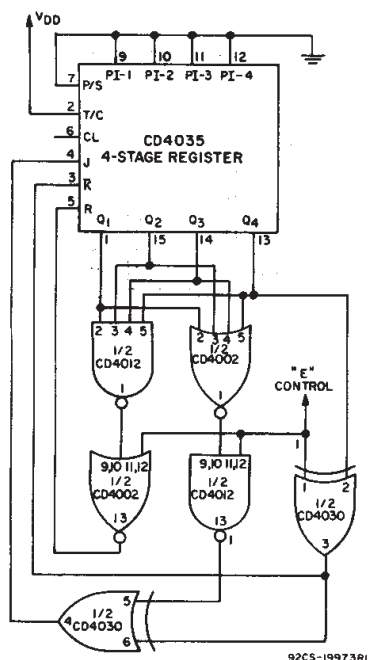 VDD
9 10 11 12
PI-1 PI-2 PI-3 PI-4
7 P/S
2 T/C
6 CL
4 J
3 K̅
5 R
CD4035
4-STAGE REGISTER
Q1 Q2 Q3 Q4
1 15 14 13
2 3 4 5
1/2
CD4012
1
2 3 4 5
1/2
CD4002
1
"E"
CONTROL
1
9,10 11,12
1/2
CD4002
13
9,10 11,12
1/2
CD4012
13
1
1 2
1/2
CD4030
3
4
1/2
CD4030
5
6
92CS-19973RI